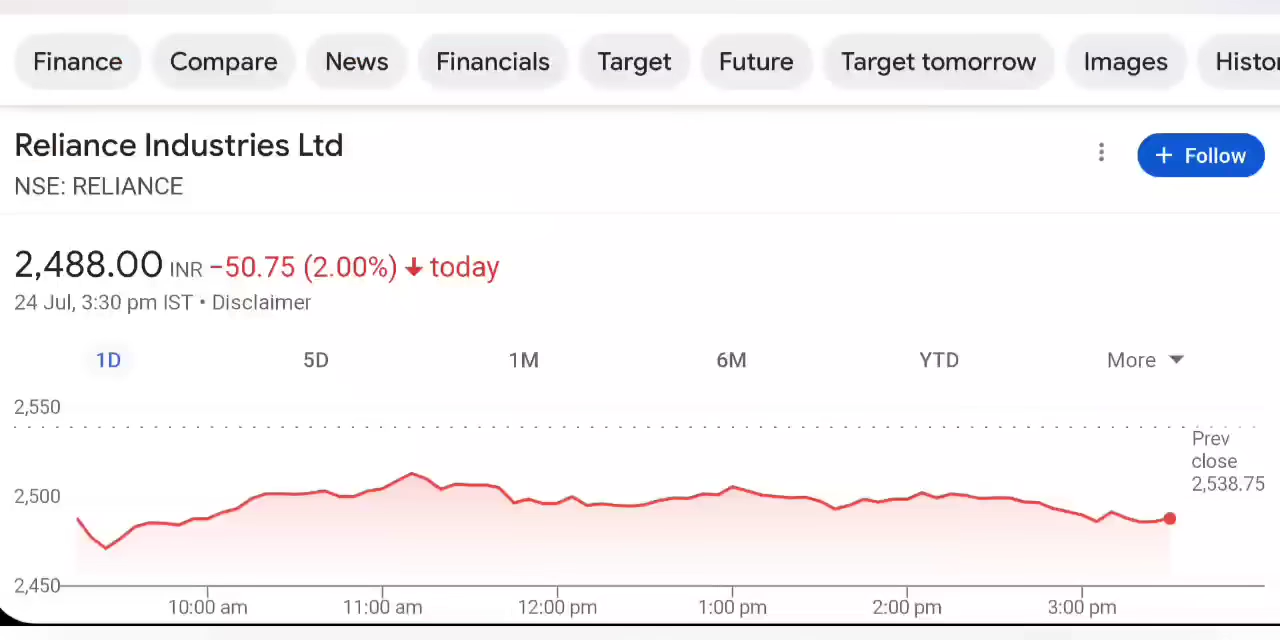 Finance Compare News Financials Target Future Target tomorrow Images
Reliance Industries Ltd
+ Follow
NSE: RELIANCE
2,488.00 INR −50.75 (2.00%) ↓ today
24 Jul, 3:30 pm IST • Disclaimer
1D 5D 1M 6M YTD More
2,550
Prev
close
2,538.75
2,500
2,450
10:00 am 11:00 am 12:00 pm 1:00 pm 2:00 pm 3:00 pm